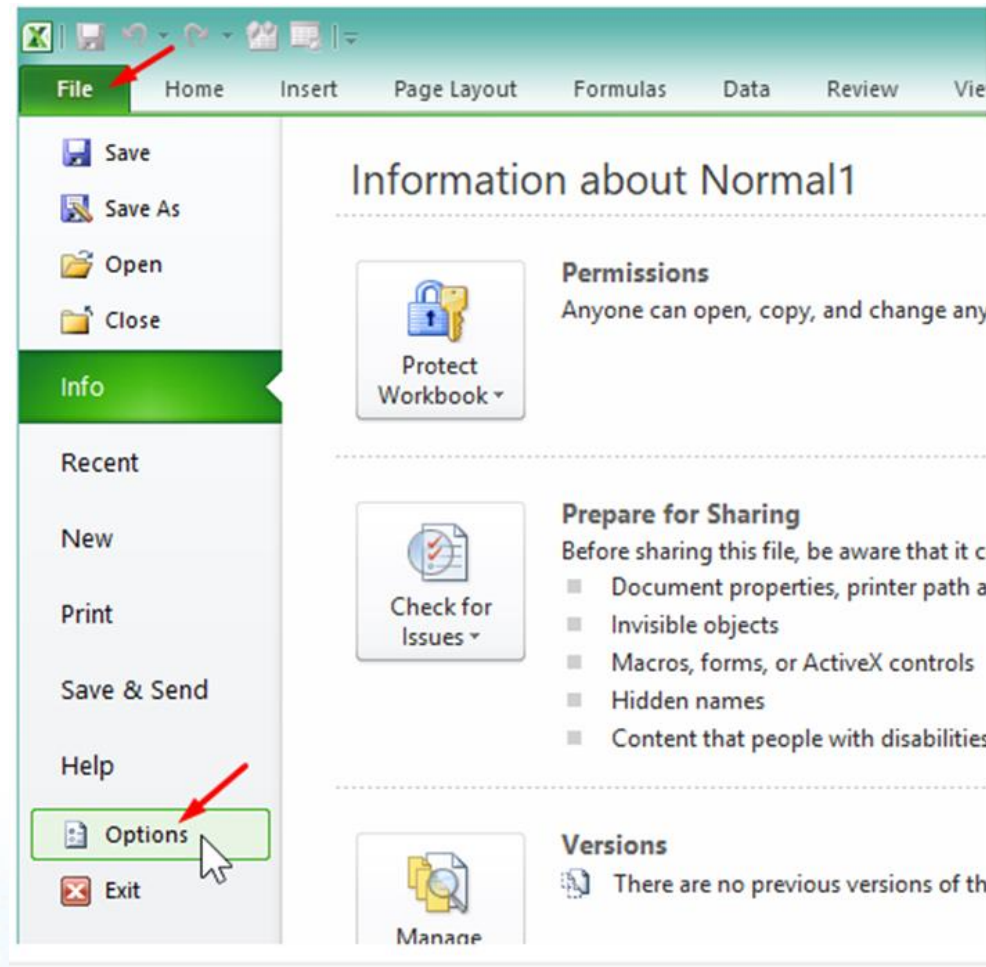 File Home Insert Page Layout Formulas Data Review Vie
Save
Save As
Open
Close
Info
Recent
New
Print
Save & Send
Help
Options
Exit
Information about Normal1
Protect
Workbook
Permissions
Anyone can open, copy, and change any
Check for
Issues
Prepare for Sharing
Before sharing this file, be aware that it c
Document properties, printer path a
Invisible objects
Macros, forms, or ActiveX controls
Hidden names
Content that people with disabilities
Manage
Versions
There are no previous versions of th